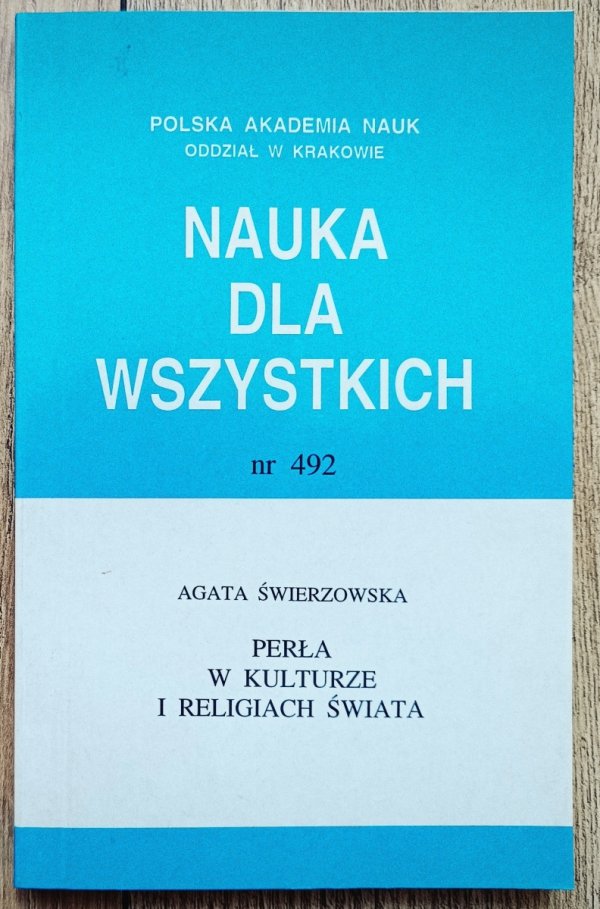 POLSKA AKADEMIA NAUK
ODDZIAŁ W KRAKOWIE
NAUKA
DLA
WSZYSTKICH
nr 492
AGATA ŚWIERZOWSKA
PERŁA
W KULTURZE
I RELIGIACH ŚWIATA